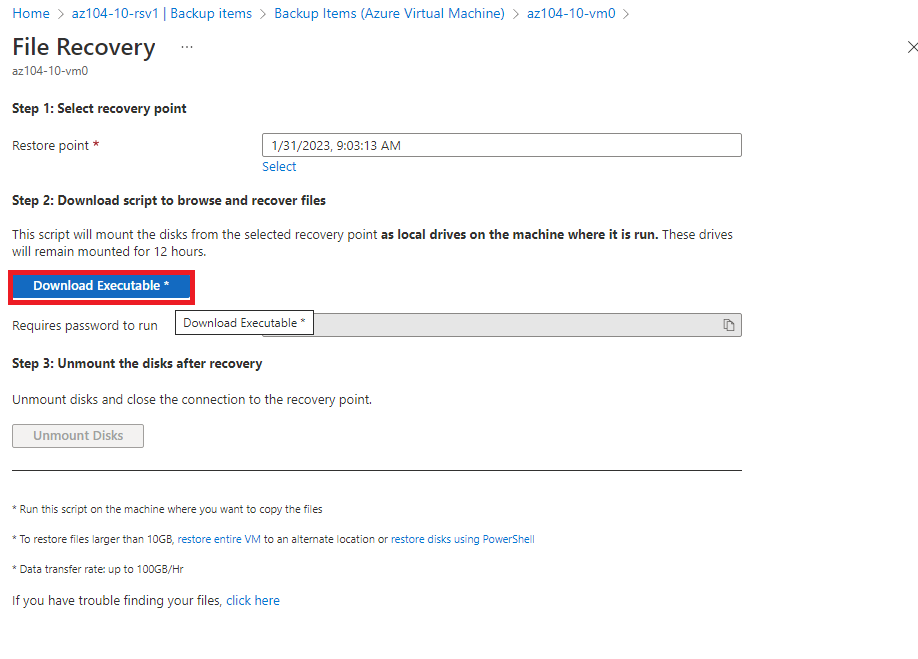 Home > az104-10-rsv1 | Backup items > Backup Items (Azure Virtual Machine) > az104-10-vm0 >
File Recovery ...
az104-10-vm0
Step 1: Select recovery point
Restore point * 1/31/2023, 9:03:13 AM
Select
Step 2: Download script to browse and recover files
This script will mount the disks from the selected recovery point as local drives on the machine where it is run. These drives
will remain mounted for 12 hours.
Download Executable *
Requires password to run Download Executable *
Step 3: Unmount the disks after recovery
Unmount disks and close the connection to the recovery point.
Unmount Disks
* Run this script on the machine where you want to copy the files
* To restore files larger than 10GB, restore entire VM to an alternate location or restore disks using PowerShell
* Data transfer rate: up to 100GB/Hr
If you have trouble finding your files, click here